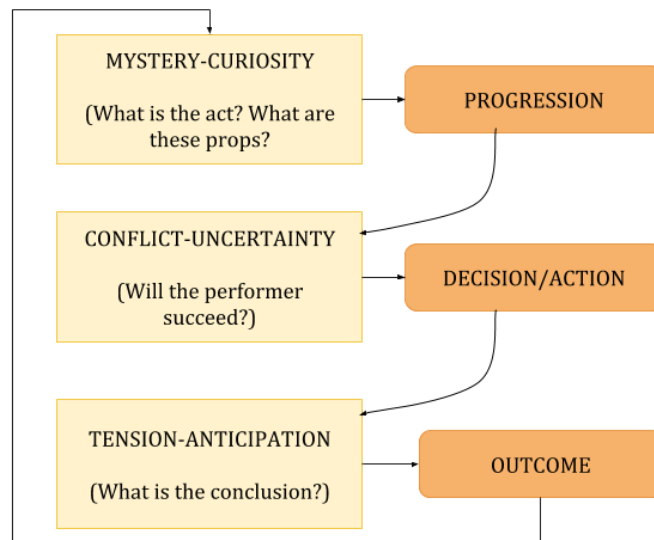 MYSTERY-CURIOSITY
(What is the act? What are
these props?
PROGRESSION
CONFLICT-UNCERTAINTY
(Will the performer
succeed?)
DECISION/ACTION
TENSION-ANTICIPATION
(What is the conclusion?)
OUTCOME